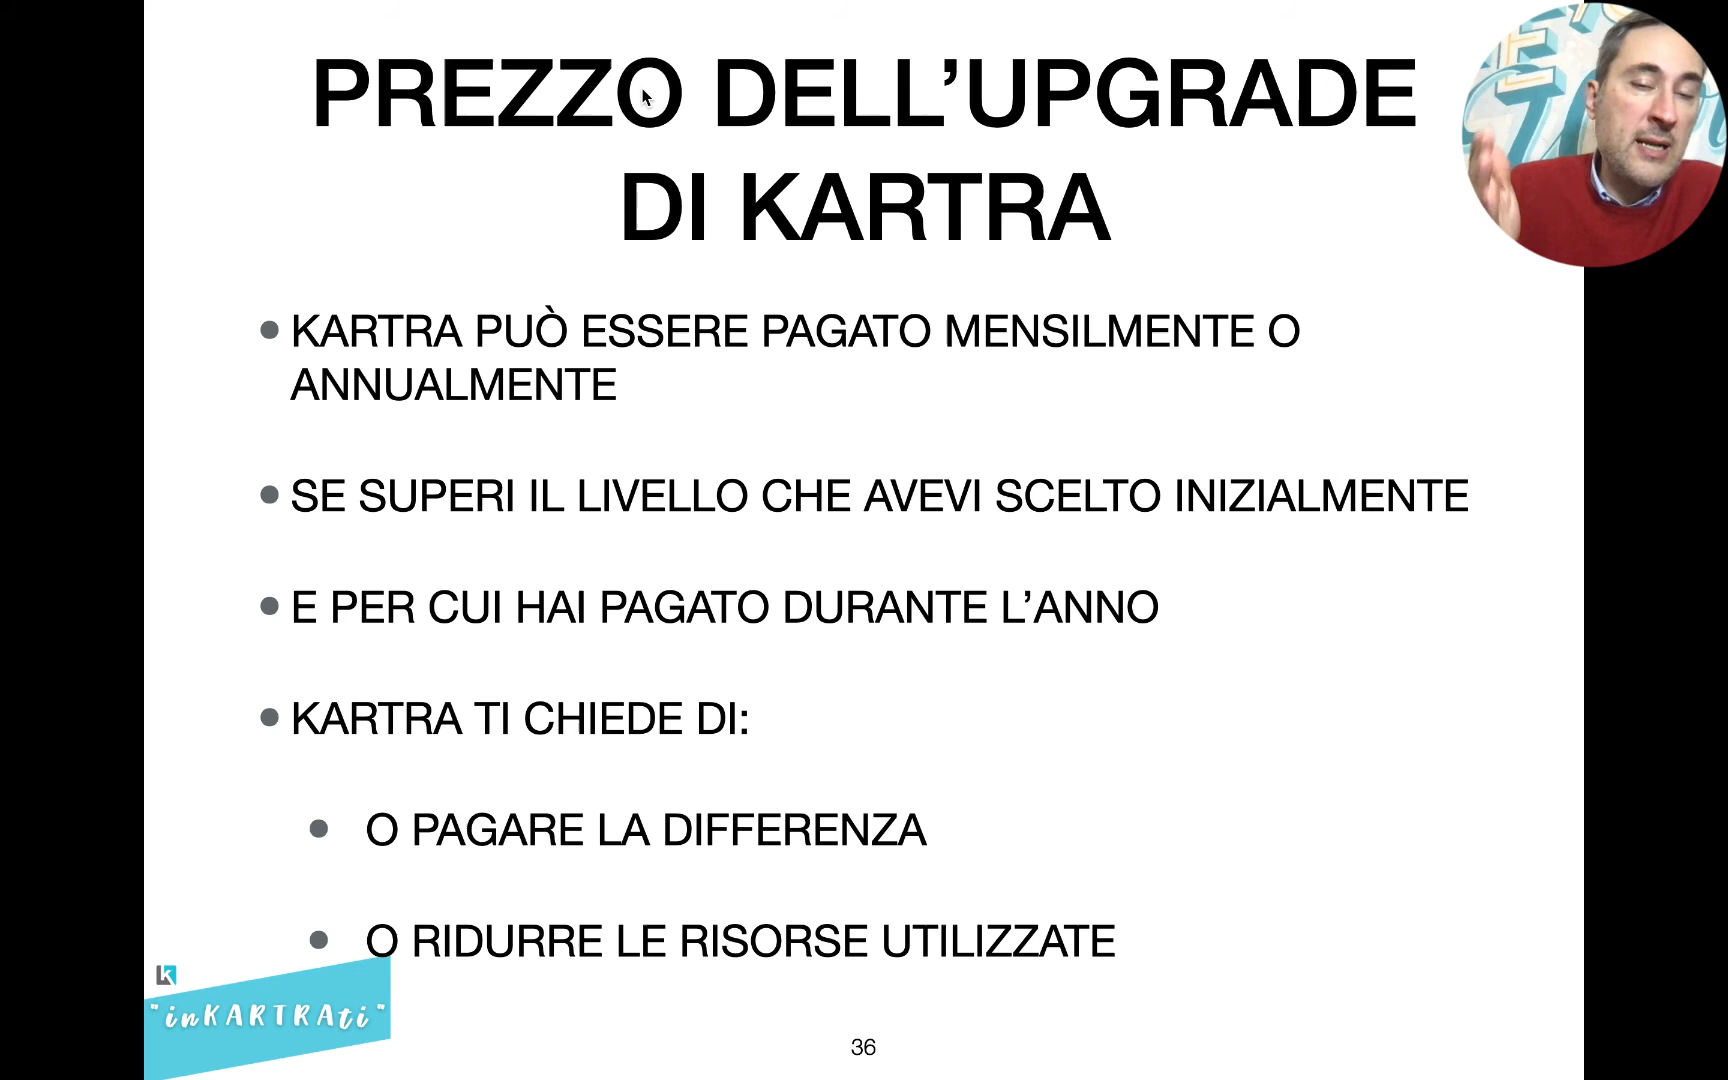 PREZZO DELL’UPGRADE
DI KARTRA
KARTRA PUÒ ESSERE PAGATO MENSILMENTE O
ANNUALMENTE
SE SUPERI IL LIVELLO CHE AVEVI SCELTO INIZIALMENTE
E PER CUI HAI PAGATO DURANTE L’ANNO
KARTRA TI CHIEDE DI:
O PAGARE LA DIFFERENZA
O RIDURRE LE RISORSE UTILIZZATE
"inKARTRAti"
36